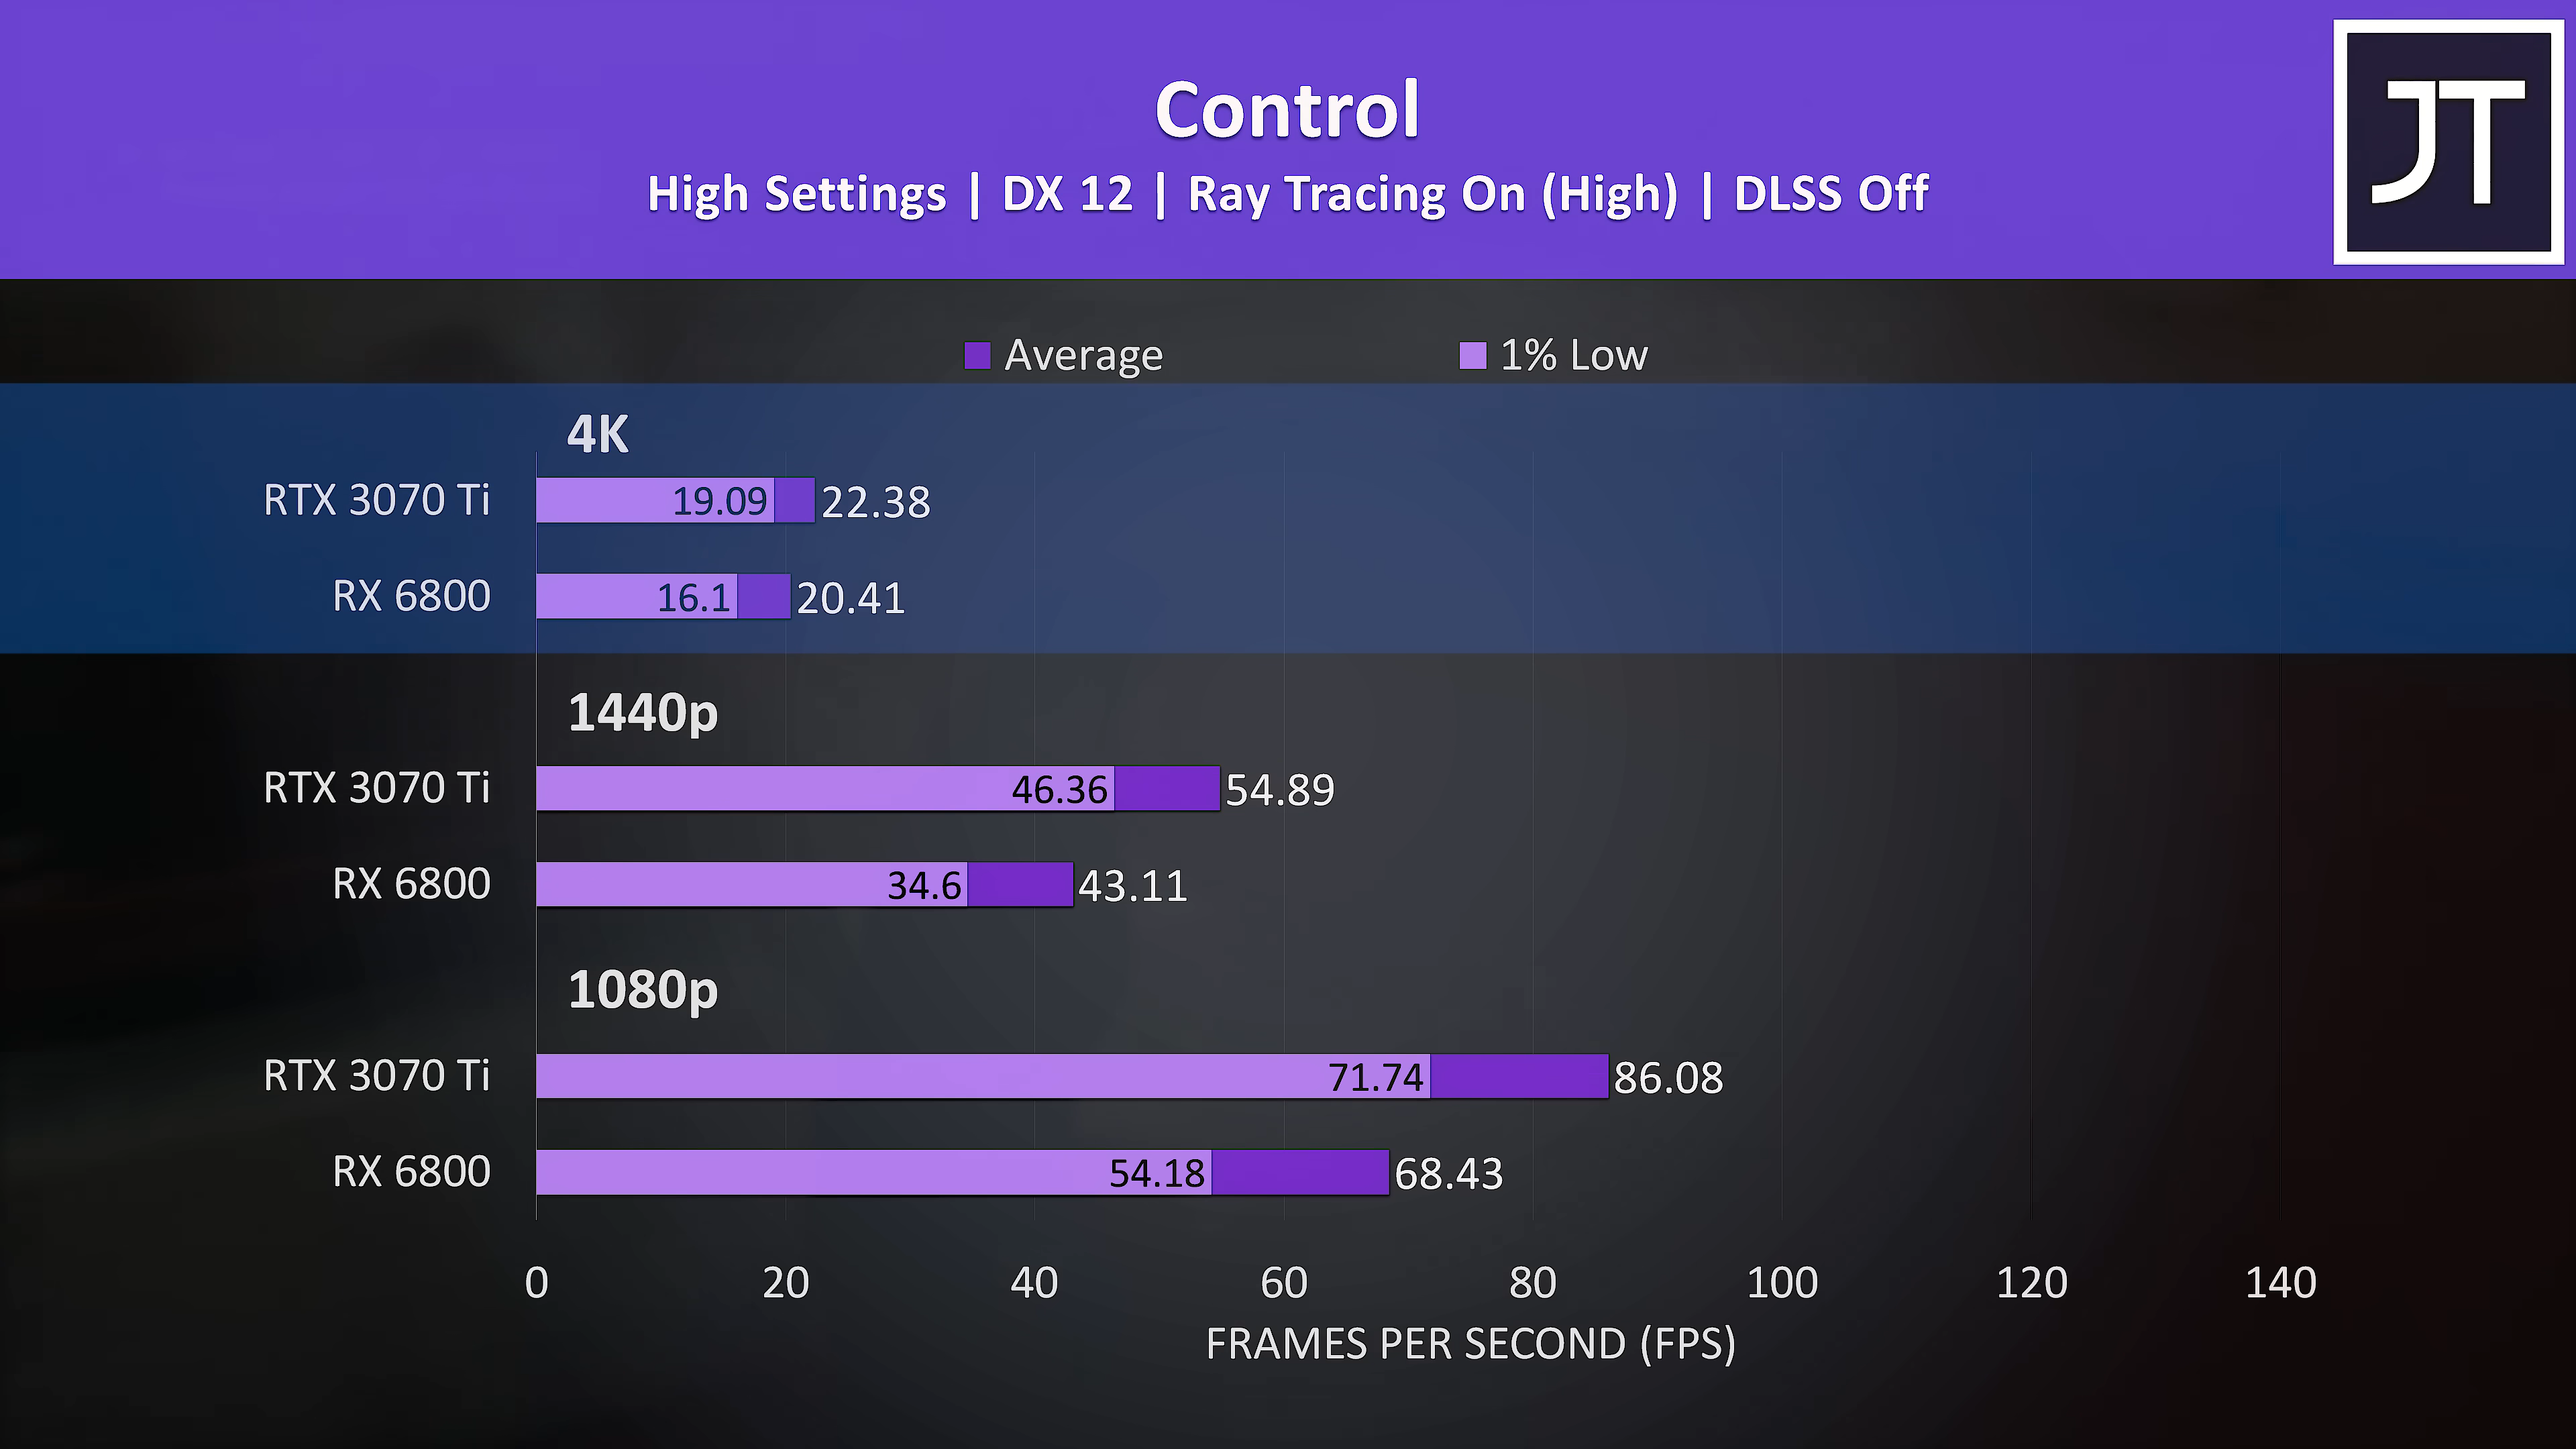 Control
JT
High Settings | DX 12 | Ray Tracing On (High) | DLSS Off
Average
1% Low
4K
RTX 3070 Ti 19.09 22.38
RX 6800 16.1 20.41
1440p
RTX 3070 Ti 46.36 54.89
RX 6800 34.6 43.11
1080p
RTX 3070 Ti 71.74 86.08
RX 6800 54.18 68.43
0 20 40 60 80 100 120 140
FRAMES PER SECOND (FPS)